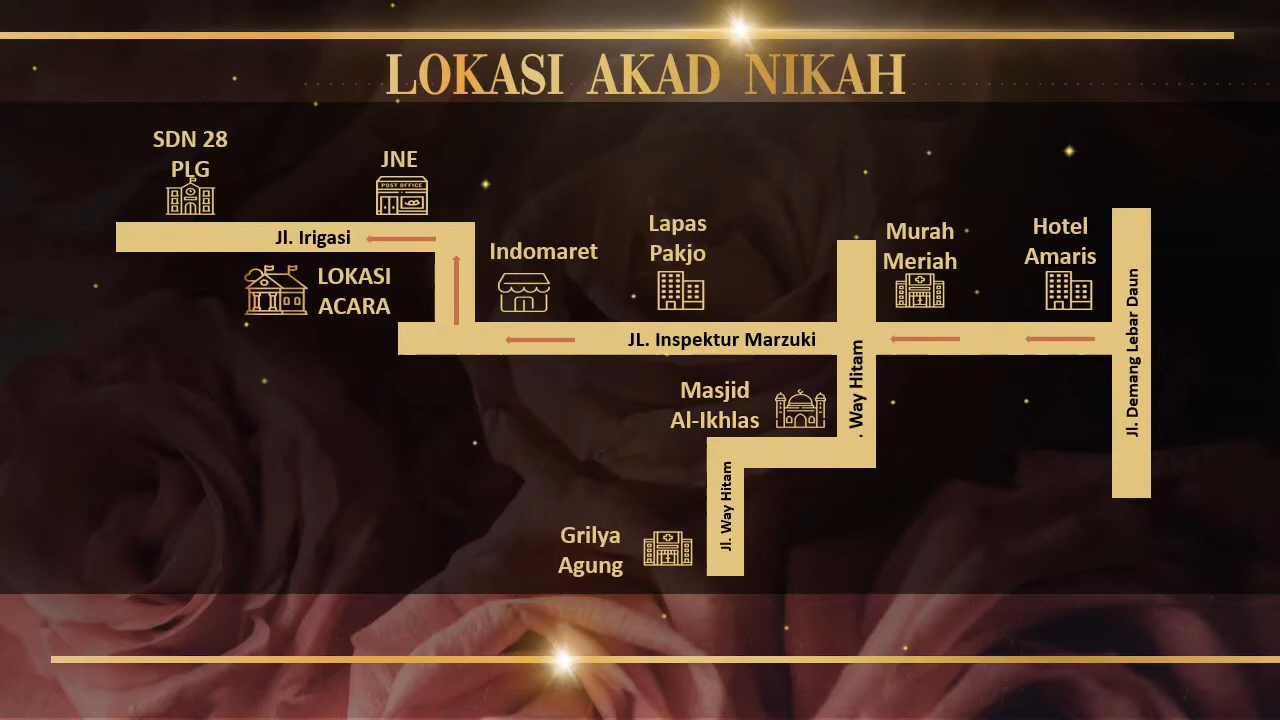 LOKASI AKAD NIKAH
SDN 28
PLG
JNE
POST OFFICE
Jl. Irigasi
LOKASI
ACARA
Indomaret
Lapas
Pakjo
Murah
Meriah
Hotel
Amaris
JL. Inspektur Marzuki
. Way Hitam
Jl. Demang Lebar Daun
Masjid
Al-Ikhlas
Jl. Way Hitam
Grilya
Agung